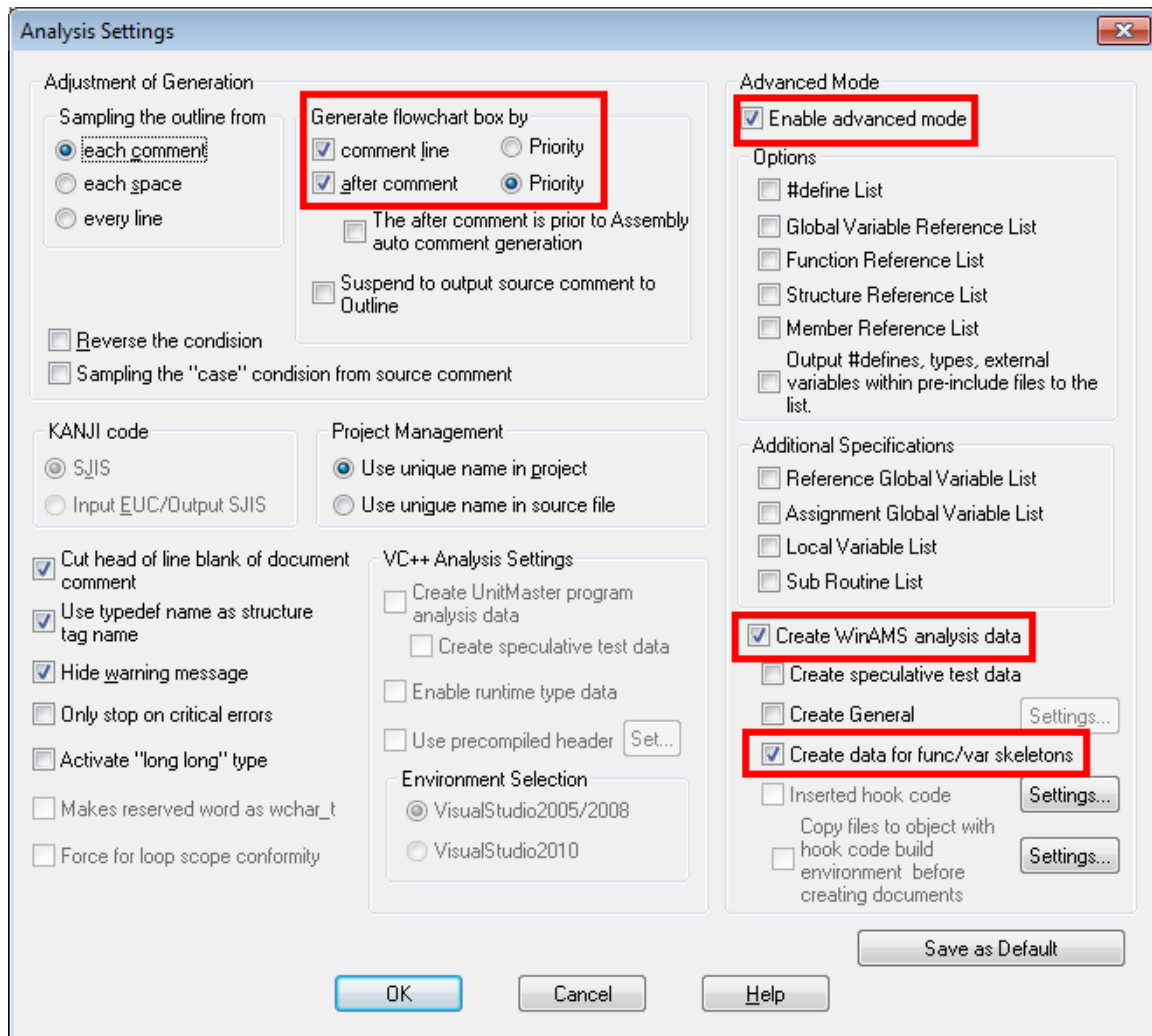 Analysis Settings
Adjustment of Generation
Sampling the outline from
each comment
each space
every line
Generate flowchart box by
comment line
Priority
after comment
Priority
The after comment is prior to Assembly
auto comment generation
Suspend to output source comment to
Outline
Reverse the condision
Sampling the "case" condision from source comment
KANJI code
SJIS
Input EUC/Output SJIS
Project Management
Use unique name in project
Use unigue name in source file
Cut head of line blank of document
comment
Use typedef name as structure
tag name
Hide warning message
Only stop on critical errors
Activate "long long" type
Makes reserved word as wchar_t
Force for loop scope conformity
VC++ Analysis Settings
Create UnitMaster program
analysis data
Create speculative test data
Enable runtime type data
Use precompiled header
Set...
Environment Selection
VisualStudio2005/2008
VisualStudio2010
Advanced Mode
Enable advanced mode
Options
#define List
Global Variable Reference List
Function Reference List
Structure Reference List
Member Reference List
Output #defines, types, external
variables within pre-include files to the
list.
Additional Specifications
Reference Global Variable List
Assignment Global Variable List
Local Variable List
Sub Routine List
Create WinAMS analysis data
Create speculative test data
Create General
Settings...
Create data for func/var skeletons
Inserted hook code
Settings...
Copy files to object with
hook code build
environment before
creating documents
Settings...
Save as Default
OK
Cancel
Help